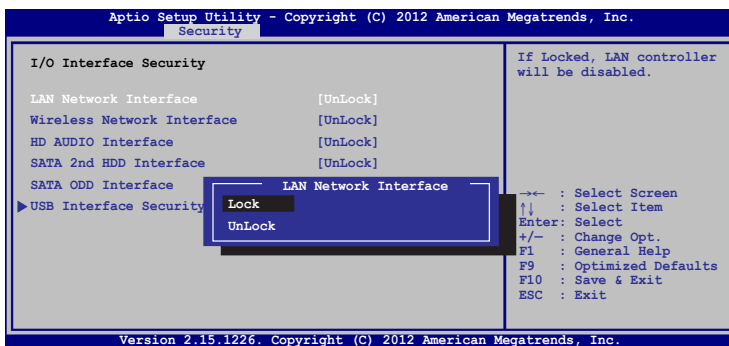 Aptio Setup Utility - Copyright (C) 2012 American Megatrends, Inc.
Security
I/O Interface Security
LAN Network Interface [UnLock]
Wireless Network Interface [UnLock]
HD AUDIO Interface [UnLock]
SATA 2nd HDD Interface [UnLock]
SATA ODD Interface
USB Interface Security
LAN Network Interface
Lock
UnLock
If Locked, LAN controller
will be disabled.
→← : Select Screen
↑↓ : Select Item
Enter: Select
+/— : Change Opt.
F1 : General Help
F9 : Optimized Defaults
F10 : Save & Exit
ESC : Exit
Version 2.15.1226. Copyright (C) 2012 American Megatrends, Inc.